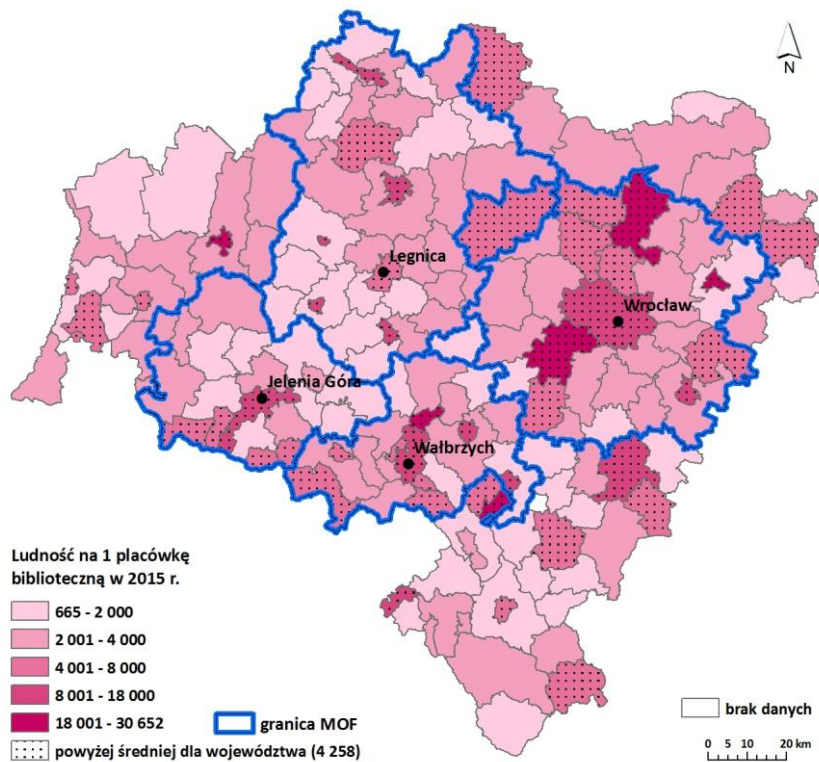 N
Legnica
Wrocław
Jelenia Góra
Wałbrzych
Ludność na 1 placówkę
biblioteczną w 2015 r.
665 - 2 000
2 001 - 4 000
4 001 - 8 000
8 001 - 18 000
18 001 - 30 652
granica MOF
powyżej średniej dla województwa (4 258)
brak danych
0 5 10 20 km